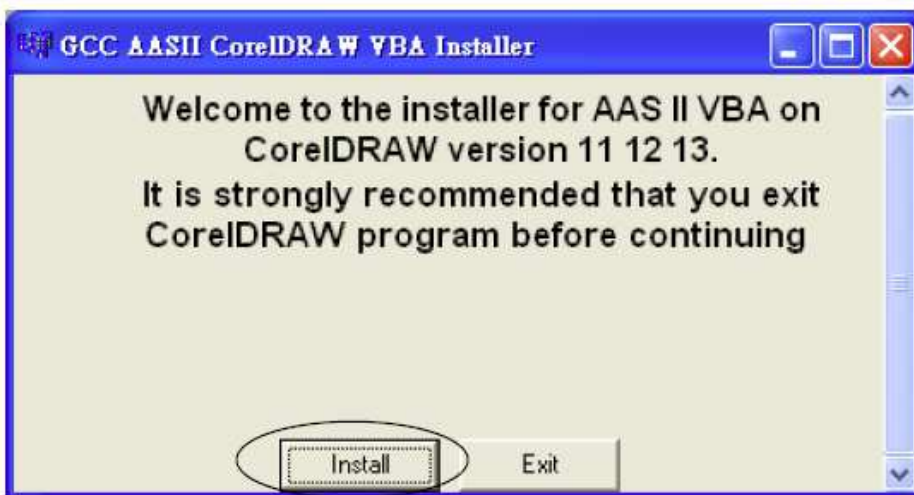 GCC AASII CorelDRAW VBA Installer
Welcome to the installer for AAS II VBA on
CorelDRAW version 11 12 13.
It is strongly recommended that you exit
CorelDRAW program before continuing
Install Exit